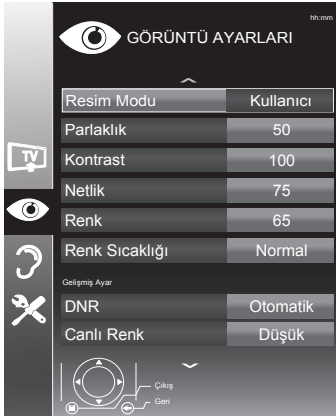 hh:mm
GÖRÜNTÜ AYARLARI
Resim Modu Kullanıcı
Parlaklık 50
Kontrast 100
Netlik 75
Renk 65
Renk Sıcaklığı Normal
Gelişmiş Ayar
DNR Otomatik
Canlı Renk Düşük
Çıkış
Geri
TV